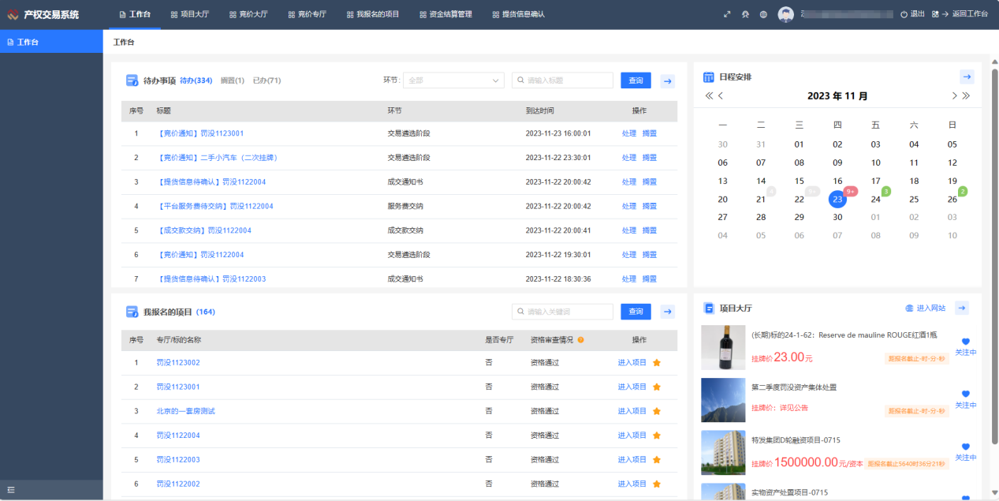 产权交易系统 工作台 项目大厅 竞价大厅 竞价专厅 我报名的项目 资金结算管理 提货信息确认 退出 返回工作台
工作台
工作台
待办事项 待办(334) 搁置(1) 已办(71) 环节: 全部 请输入标题 查询
序号 标题 环节 到达时间 操作
1 【竞价通知】罚没1123001 交易遴选阶段 2023-11-23 16:00:01 处理 搁置
2 【竞价通知】二手小汽车（二次挂牌） 交易遴选阶段 2023-11-22 23:30:01 处理 搁置
3 【提货信息待确认】罚没1122004 成交通知书 2023-11-22 20:00:42 处理 搁置
4 【平台服务费待交纳】罚没1122004 服务费交纳 2023-11-22 20:00:42 处理 搁置
5 【成交款交纳】罚没1122004 成交款交纳 2023-11-22 20:00:41 处理 搁置
6 【竞价通知】罚没1122004 交易遴选阶段 2023-11-22 19:30:01 处理 搁置
7 【提货信息待确认】罚没1122003 成交通知书 2023-11-22 18:30:36 处理 搁置
日程安排
2023 年 11 月
一 二 三 四 五 六 日
30 31 01 02 03 04 05
06 07 08 09 10 11 12
13 14 15 16 17 18 19
4 9+ 9+ 3 2
20 21 22 23 24 25 26
27 28 29 30 01 02 03
04 05 06 07 08 09 10
我报名的项目 (164) 请输入关键词 查询
序号 专厅/标的名称 是否专厅 资格审查情况 操作
1 罚没1123002 否 资格通过 进入项目
2 罚没1123001 否 资格通过 进入项目
3 北京的一套房测试 否 资格通过 进入项目
4 罚没1122004 否 资格通过 进入项目
5 罚没1122003 否 资格通过 进入项目
6 罚没1122002 否 资格通过 进入项目
项目大厅 进入网站
(长期)标的24-1-62：Reserve de mauline ROUGE红酒1瓶
挂牌价23.00元 距报名截止-时-分-秒 关注中
第二季度罚没资产集体处置
挂牌价：详见公告 距报名截止-时-分-秒 关注中
特发集团D轮融资项目-0715
挂牌价1500000.00元/资本 距报名截止5640时36分21秒 关注中
实物资产处置项目-0715